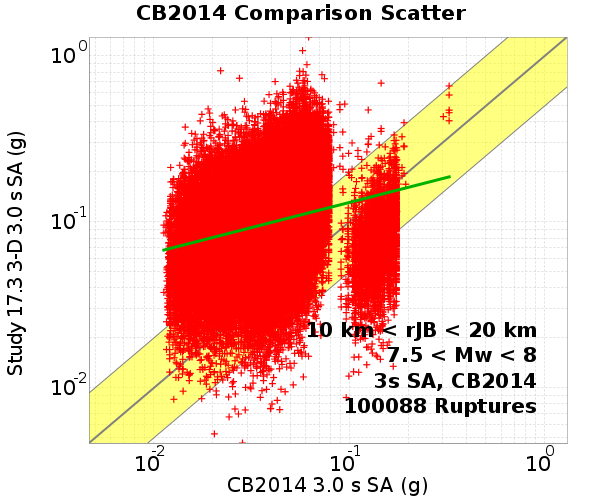 CB2014 Comparison Scatter
Study 17.3 3-D 3.0 s SA (g)
10⁰
10⁻¹
10⁻²
10 km < rJB < 20 km
7.5 < Mw < 8
3s SA, CB2014
100088 Ruptures
10⁻² 10⁻¹ 10⁰
CB2014 3.0 s SA (g)